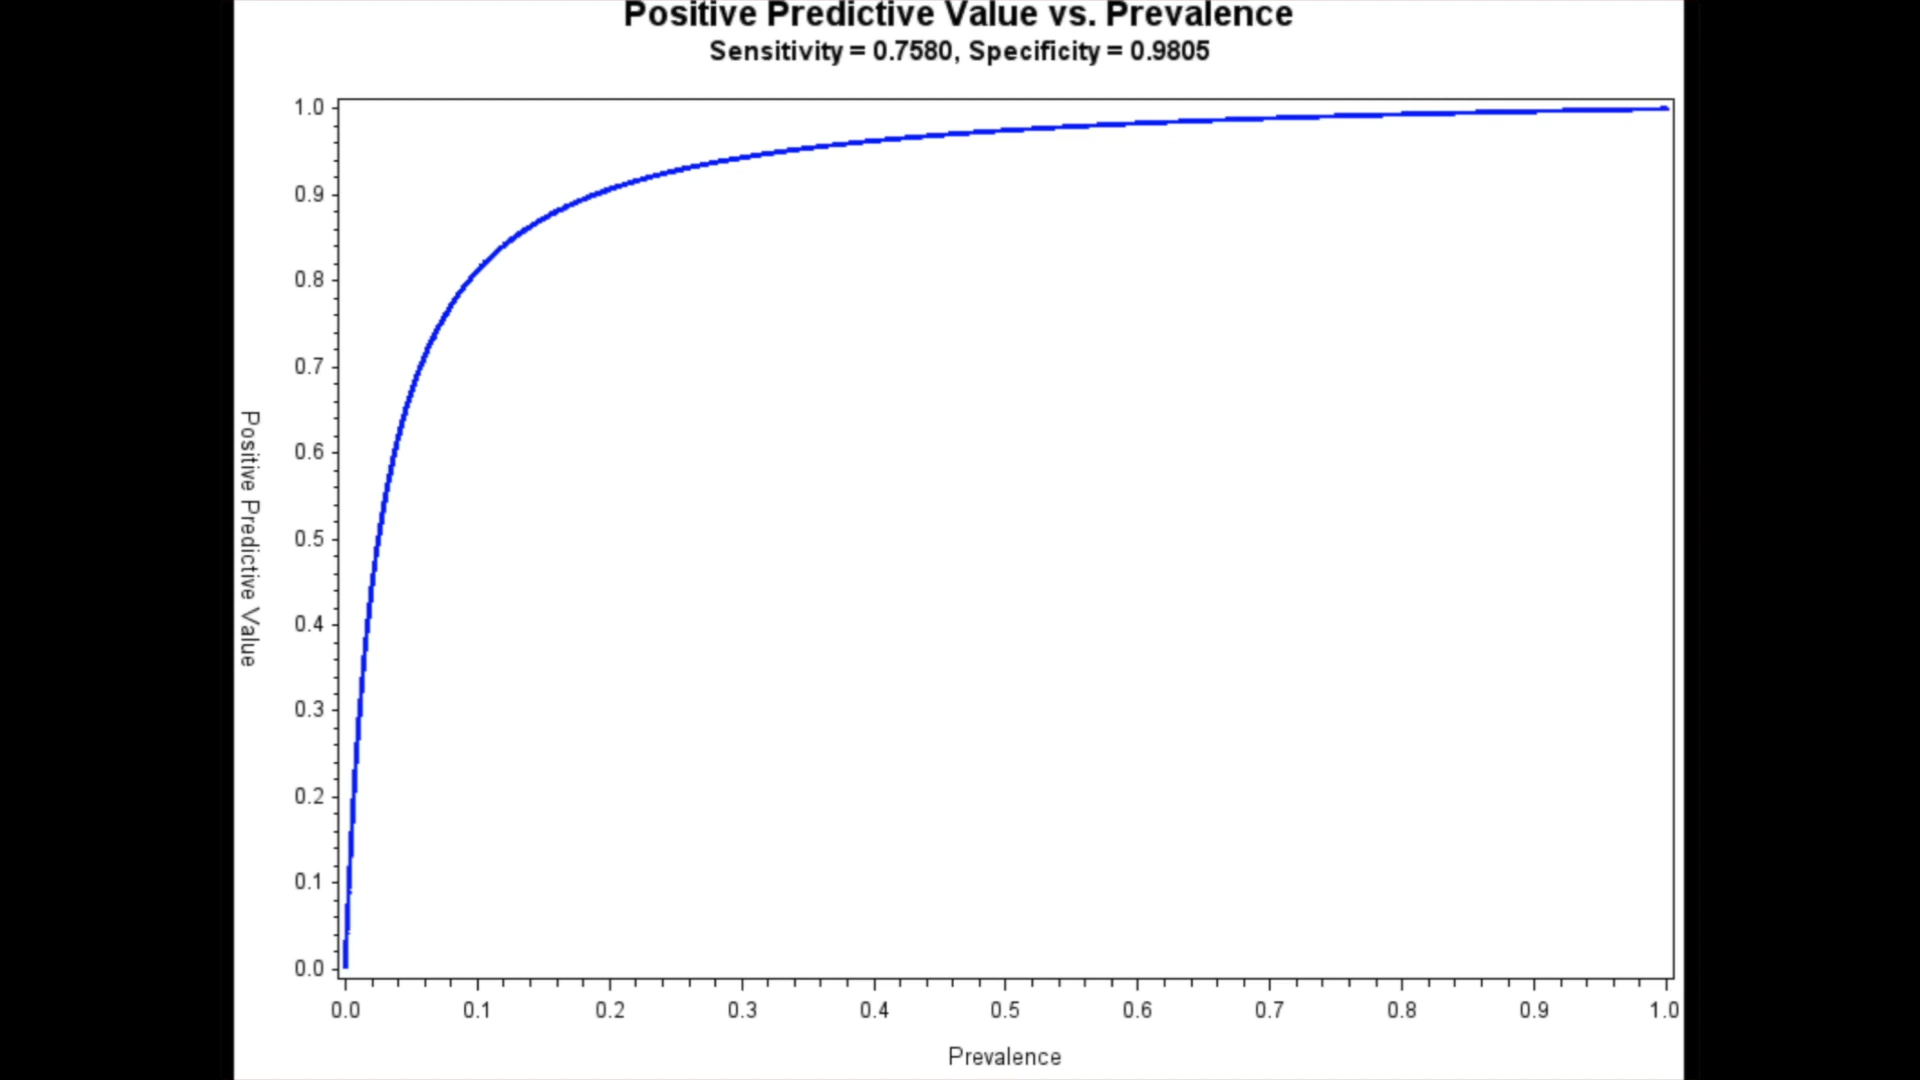 Positive Predictive Value vs. Prevalence
Sensitivity = 0.7580, Specificity = 0.9805
1.0
0.9
0.8
0.7
0.6
0.5
0.4
0.3
0.2
0.1
0.0
Positive Predictive Value
0.0 0.1 0.2 0.3 0.4 0.5 0.6 0.7 0.8 0.9 1.0
Prevalence